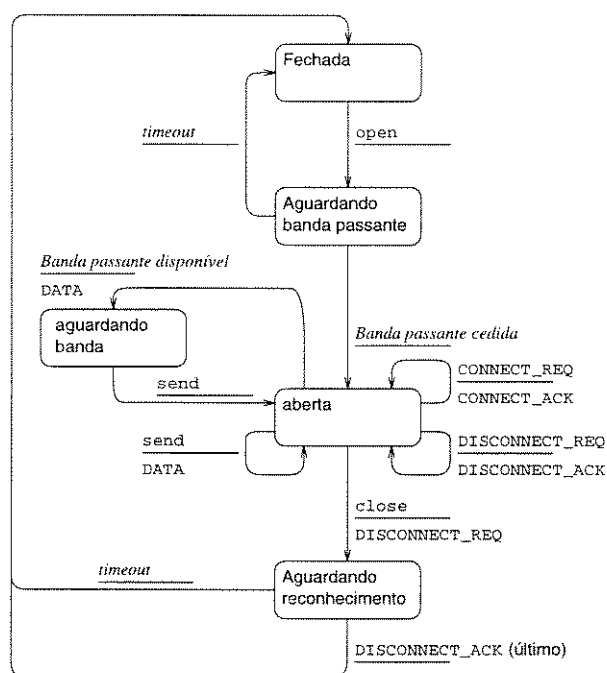 Fechada
timeout
open
Aguardando
banda passante
Banda passante disponível
DATA
aguardando
banda
Banda passante cedida
send
CONNECT_REQ
CONNECT_ACK
aberta
send
DATA
DISCONNECT_REQ
DISCONNECT_ACK
close
DISCONNECT_REQ
timeout
Aguardando
reconhecimento
DISCONNECT_ACK (último)